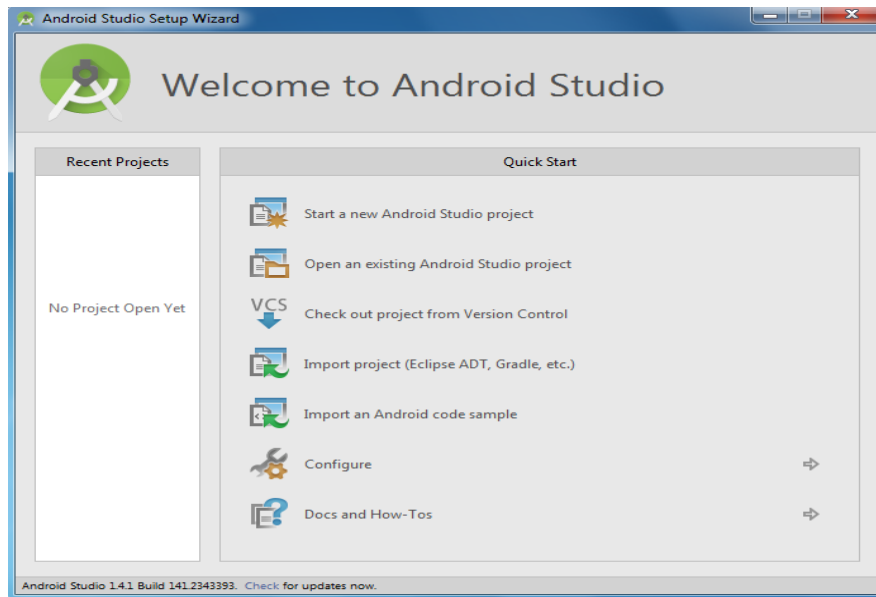 Android Studio Setup Wizard
Welcome to Android Studio
Recent Projects
No Project Open Yet
Quick Start
Start a new Android Studio project
Open an existing Android Studio project
VCS
Check out project from Version Control
Import project (Eclipse ADT, Gradle, etc.)
Import an Android code sample
Configure
Docs and How-Tos
Android Studio 1.4.1 Build 141.2343393. Check for updates now.